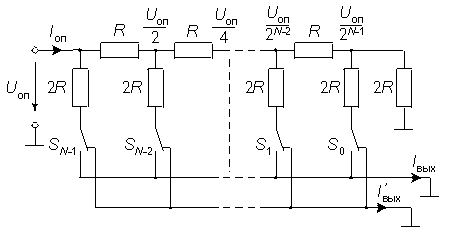 Iоп R Uоп/2 R Uоп/4 Uоп/2^N-2 R Uоп/2^N-1
Uоп 2R 2R 2R 2R 2R
SN-1 SN-2 S1 S0
Iвых
I'вых